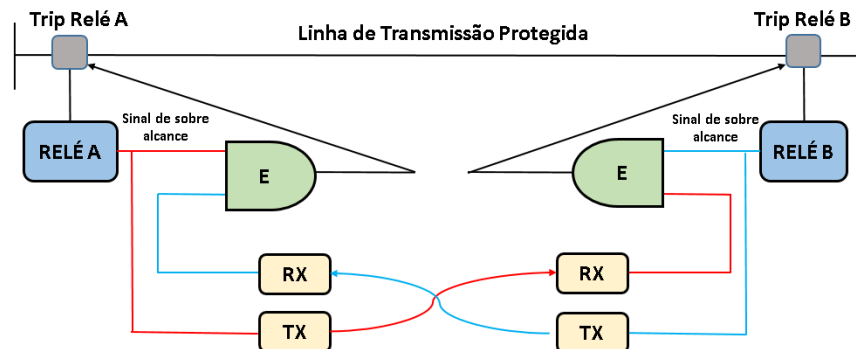 Trip Relé A
Linha de Transmissão Protegida
Trip Relé B
Sinal de sobre
alcance
Sinal de sobre
alcance
RELÉ A
E
E
RELÉ B
RX
RX
TX
TX